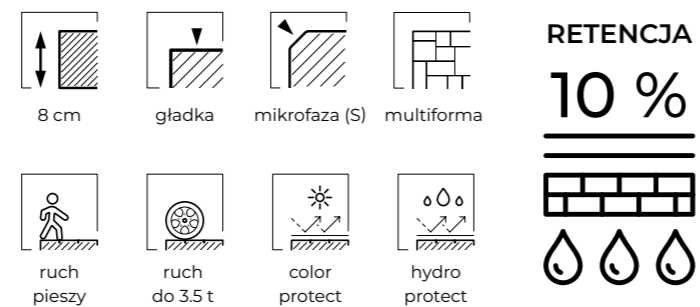 8 cm
gładka
mikrofaza (S)
multiforma
RETENCJA
10 %
ruch
pieszy
ruch
do 3.5 t
color
protect
hydro
protect